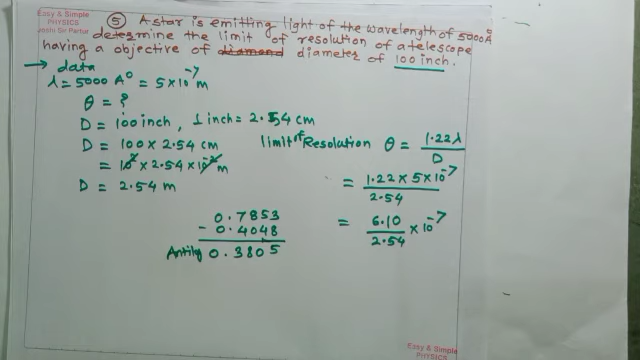 Easy & Simple
PHYSICS
Joshi Sir Partur
⑤ A star is emitting light of the wavelength of 5000A°
determine the limit of resolution of a telescope
having a objective of diamond diameter of 100 inch.
→ data
λ = 5000 A° = 5 × 10⁻⁷ m
θ = ?
D = 100 inch, 1 inch = 2.54 cm
D = 100 × 2.54 cm
= 10² × 2.54 × 10⁻² m
D = 2.54 m
limit of Resolution θ = 1.22λ / D
= 1.22 × 5 × 10⁻⁷ / 2.54
= 6.10 / 2.54 × 10⁻⁷
0.7853
- 0.4048
Antilog 0.3805
Easy & Simple
PHYSICS